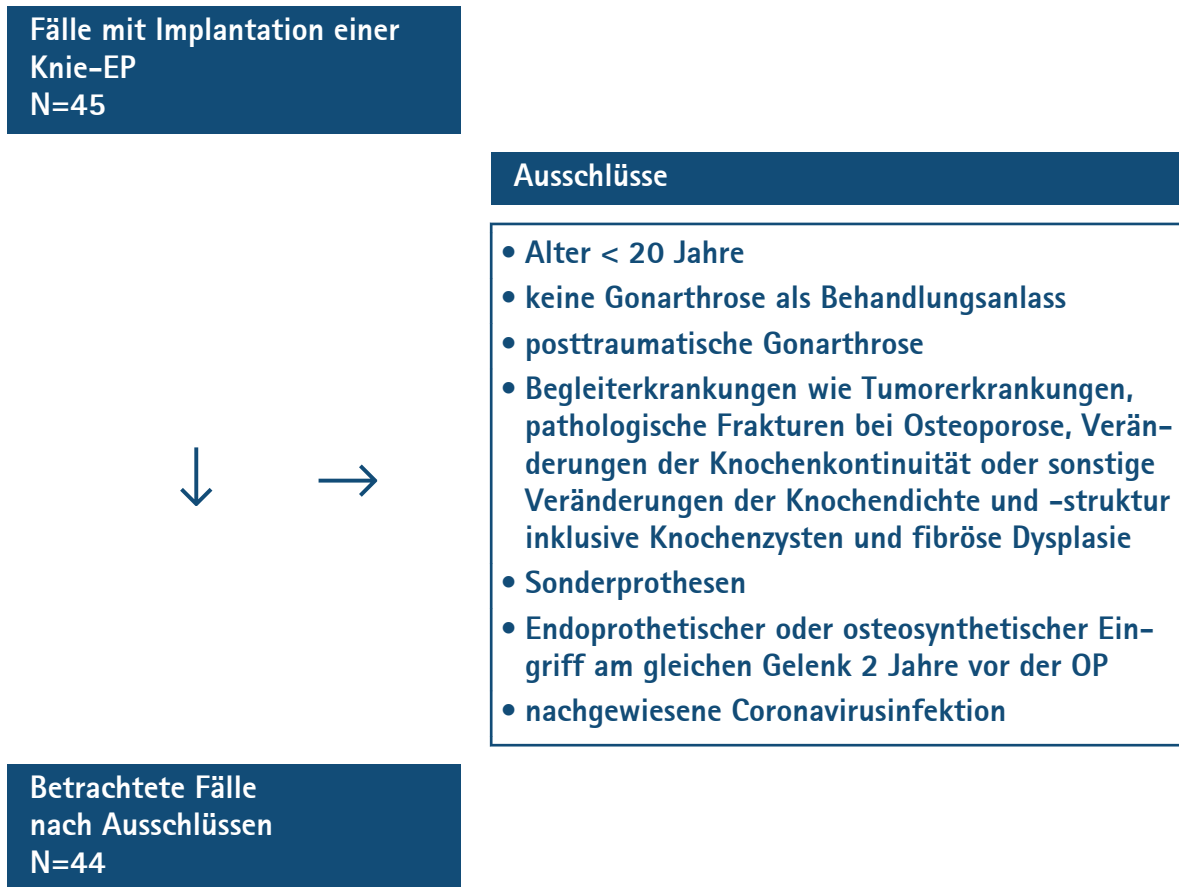 Fälle mit Implantation einer
Knie-EP
N=45
Ausschlüsse
• Alter < 20 Jahre
• keine Gonarthrose als Behandlungsanlass
• posttraumatische Gonarthrose
• Begleiterkrankungen wie Tumorerkrankungen,
pathologische Frakturen bei Osteoporose, Verän-
derungen der Knochenkontinuität oder sonstige
Veränderungen der Knochendichte und -struktur
inklusive Knochenzysten und fibröse Dysplasie
• Sonderprothesen
• Endoprothetischer oder osteosynthetischer Ein-
griff am gleichen Gelenk 2 Jahre vor der OP
• nachgewiesene Coronavirusinfektion
Betrachtete Fälle
nach Ausschlüssen
N=44